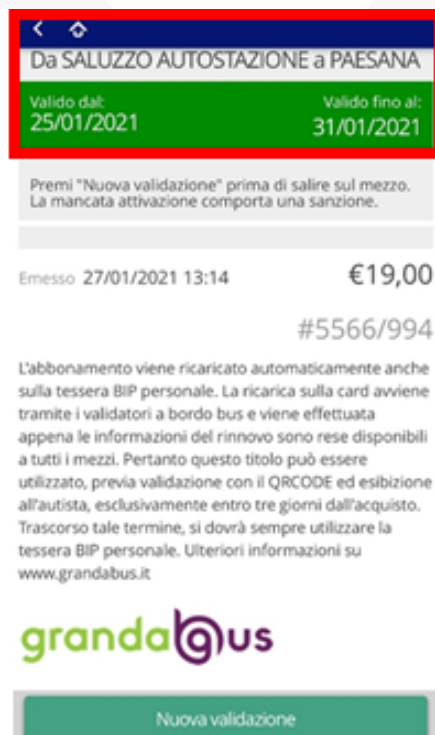 Da SALUZZO AUTOSTAZIONE a PAESANA
Valido dal: Valido fino al:
25/01/2021 31/01/2021
Premi "Nuova validazione" prima di salire sul mezzo.
La mancata attivazione comporta una sanzione.
Emesso 27/01/2021 13:14 €19,00
#5566/994
L'abbonamento viene ricaricato automaticamente anche
sulla tessera BIP personale. La ricarica sulla card avviene
tramite i validatori a bordo bus e viene effettuata
appena le informazioni del rinnovo sono rese disponibili
a tutti i mezzi. Pertanto questo titolo può essere
utilizzato, previa validazione con il QRCODE ed esibizione
all'autista, esclusivamente entro tre giorni dall'acquisto.
Trascorso tale termine, si dovrà sempre utilizzare la
tessera BIP personale. Ulteriori informazioni su
www.grandabus.it
grandabus
Nuova validazione